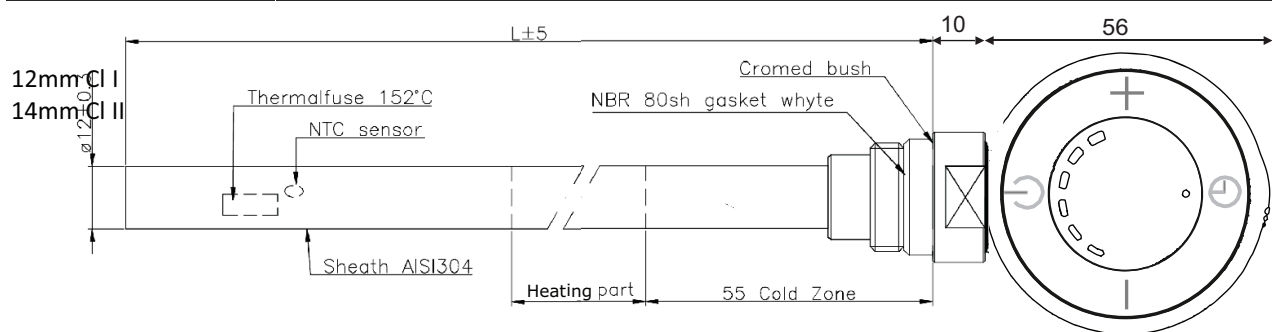 L±5
10
56
12mm Cl I
14mm Cl II
ø12±0.3
Cromed bush
Thermalfuse 152°C
NBR 80sh gasket whyte
NTC sensor
Sheath AISI304
Heating part
55 Cold Zone